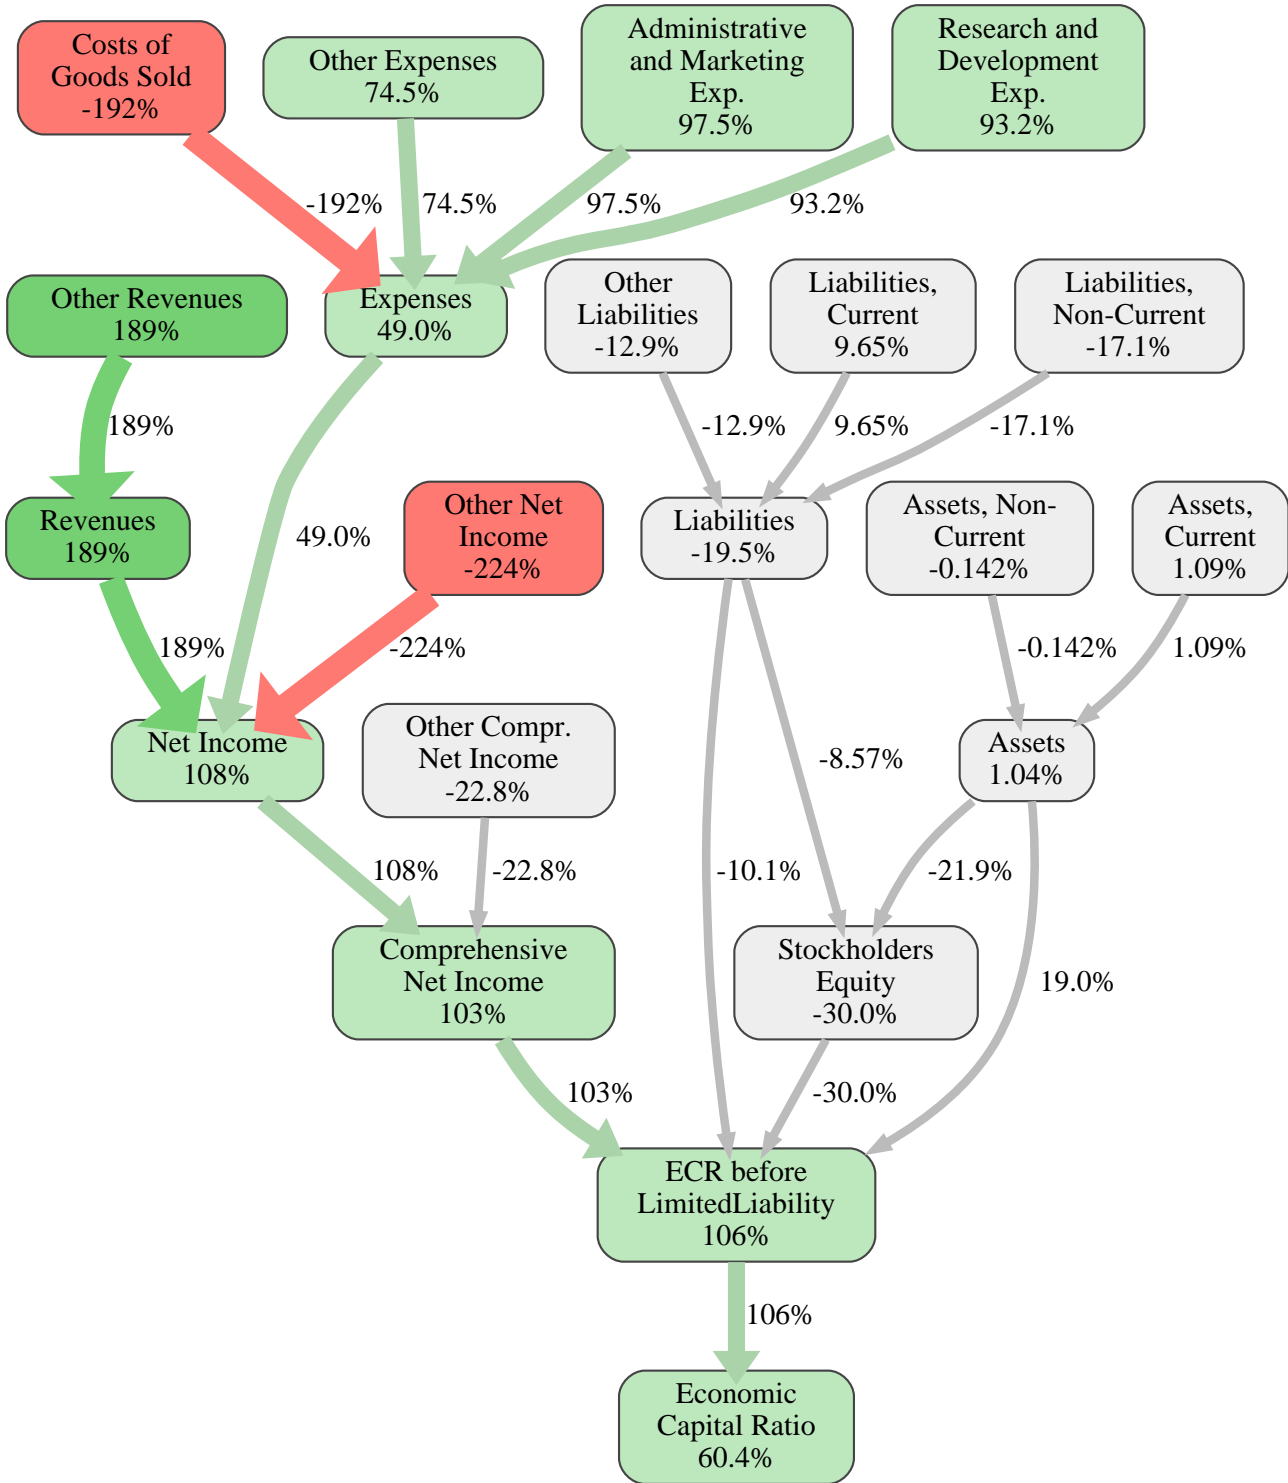 Costs of
Goods Sold
-192%
Other Expenses
74.5%
Administrative
and Marketing
Exp.
97.5%
Research and
Development
Exp.
93.2%
-192%
74.5%
97.5%
93.2%
Other Revenues
189%
Expenses
49.0%
Other
Liabilities
-12.9%
Liabilities,
Current
9.65%
Liabilities,
Non-Current
-17.1%
189%
-12.9%
9.65%
-17.1%
Revenues
189%
49.0%
Other Net
Income
-224%
Liabilities
-19.5%
Assets, Non-
Current
-0.142%
Assets,
Current
1.09%
189%
-224%
-0.142%
1.09%
Net Income
108%
Other Compr.
Net Income
-22.8%
-8.57%
Assets
1.04%
108%
-22.8%
-10.1%
-21.9%
Comprehensive
Net Income
103%
Stockholders
Equity
-30.0%
19.0%
103%
-30.0%
ECR before
LimitedLiability
106%
106%
Economic
Capital Ratio
60.4%